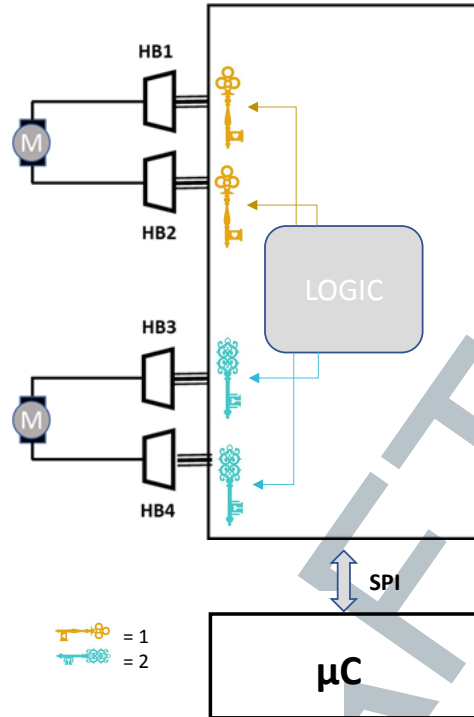 HB1
M
HB2
LOGIC
HB3
M
HB4
SPI
= 1
= 2
µC